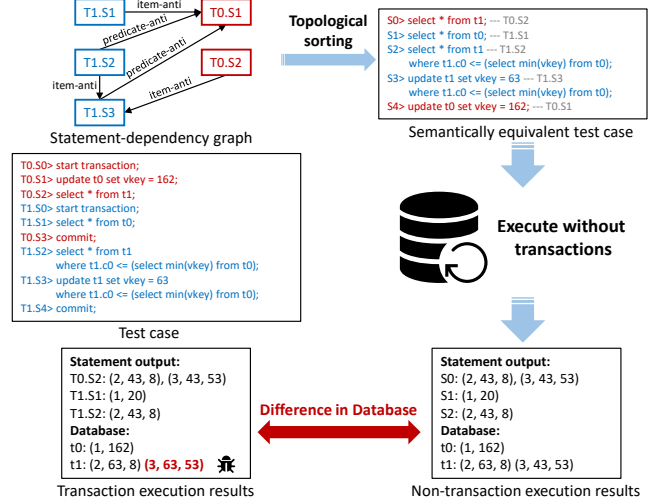 T1.S1
item-anti
T0.S1
predicate-anti
T1.S2
predicate-anti
T0.S2
item-anti
item-anti
T1.S3
Statement-dependency graph
Topological
sorting
S0> select * from t1; --- T0.S2
S1> select * from t0; --- T1.S1
S2> select * from t1 --- T1.S2
where t1.c0 <= (select min(vkey) from t0);
S3> update t1 set vkey = 63 --- T1.S3
where t1.c0 <= (select min(vkey) from t0);
S4> update t0 set vkey = 162; --- T0.S1
Semantically equivalent test case
T0.S0> start transaction;
T0.S1> update t0 set vkey = 162;
T0.S2> select * from t1;
T1.S0> start transaction;
T1.S1> select * from t0;
T0.S3> commit;
T1.S2> select * from t1
where t1.c0 <= (select min(vkey) from t0);
T1.S3> update t1 set vkey = 63
where t1.c0 <= (select min(vkey) from t0);
T1.S4> commit;
Test case
Execute without
transactions
Statement output:
T0.S2: (2, 43, 8), (3, 43, 53)
T1.S1: (1, 20)
T1.S2: (2, 43, 8)
Database:
t0: (1, 162)
t1: (2, 63, 8) (3, 63, 53)
Transaction execution results
Difference in Database
Statement output:
S0: (2, 43, 8), (3, 43, 53)
S1: (1, 20)
S2: (2, 43, 8)
Database:
t0: (1, 162)
t1: (2, 63, 8) (3, 43, 53)
Non-transaction execution results